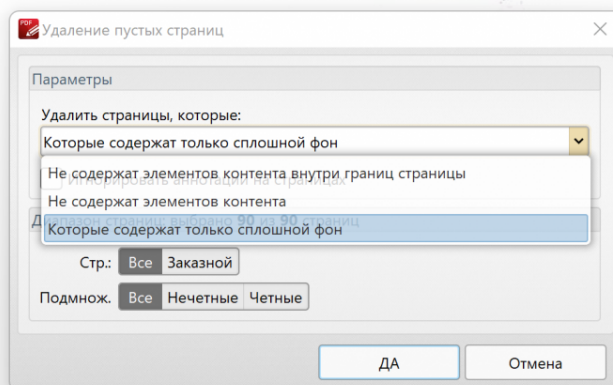 PDF
Удаление пустых страниц
Параметры
Удалить страницы, которые:
Которые содержат только сплошной фон
Не содержат элементов контента внутри границ страницы
Игнорировать аннотации на страницах
Не содержат элементов контента
Диапазон страниц: выбрано 90 из 90 страниц
Которые содержат только сплошной фон
Стр.: Все Заказной
Подмнож. Все Нечетные Четные
ДА Отмена